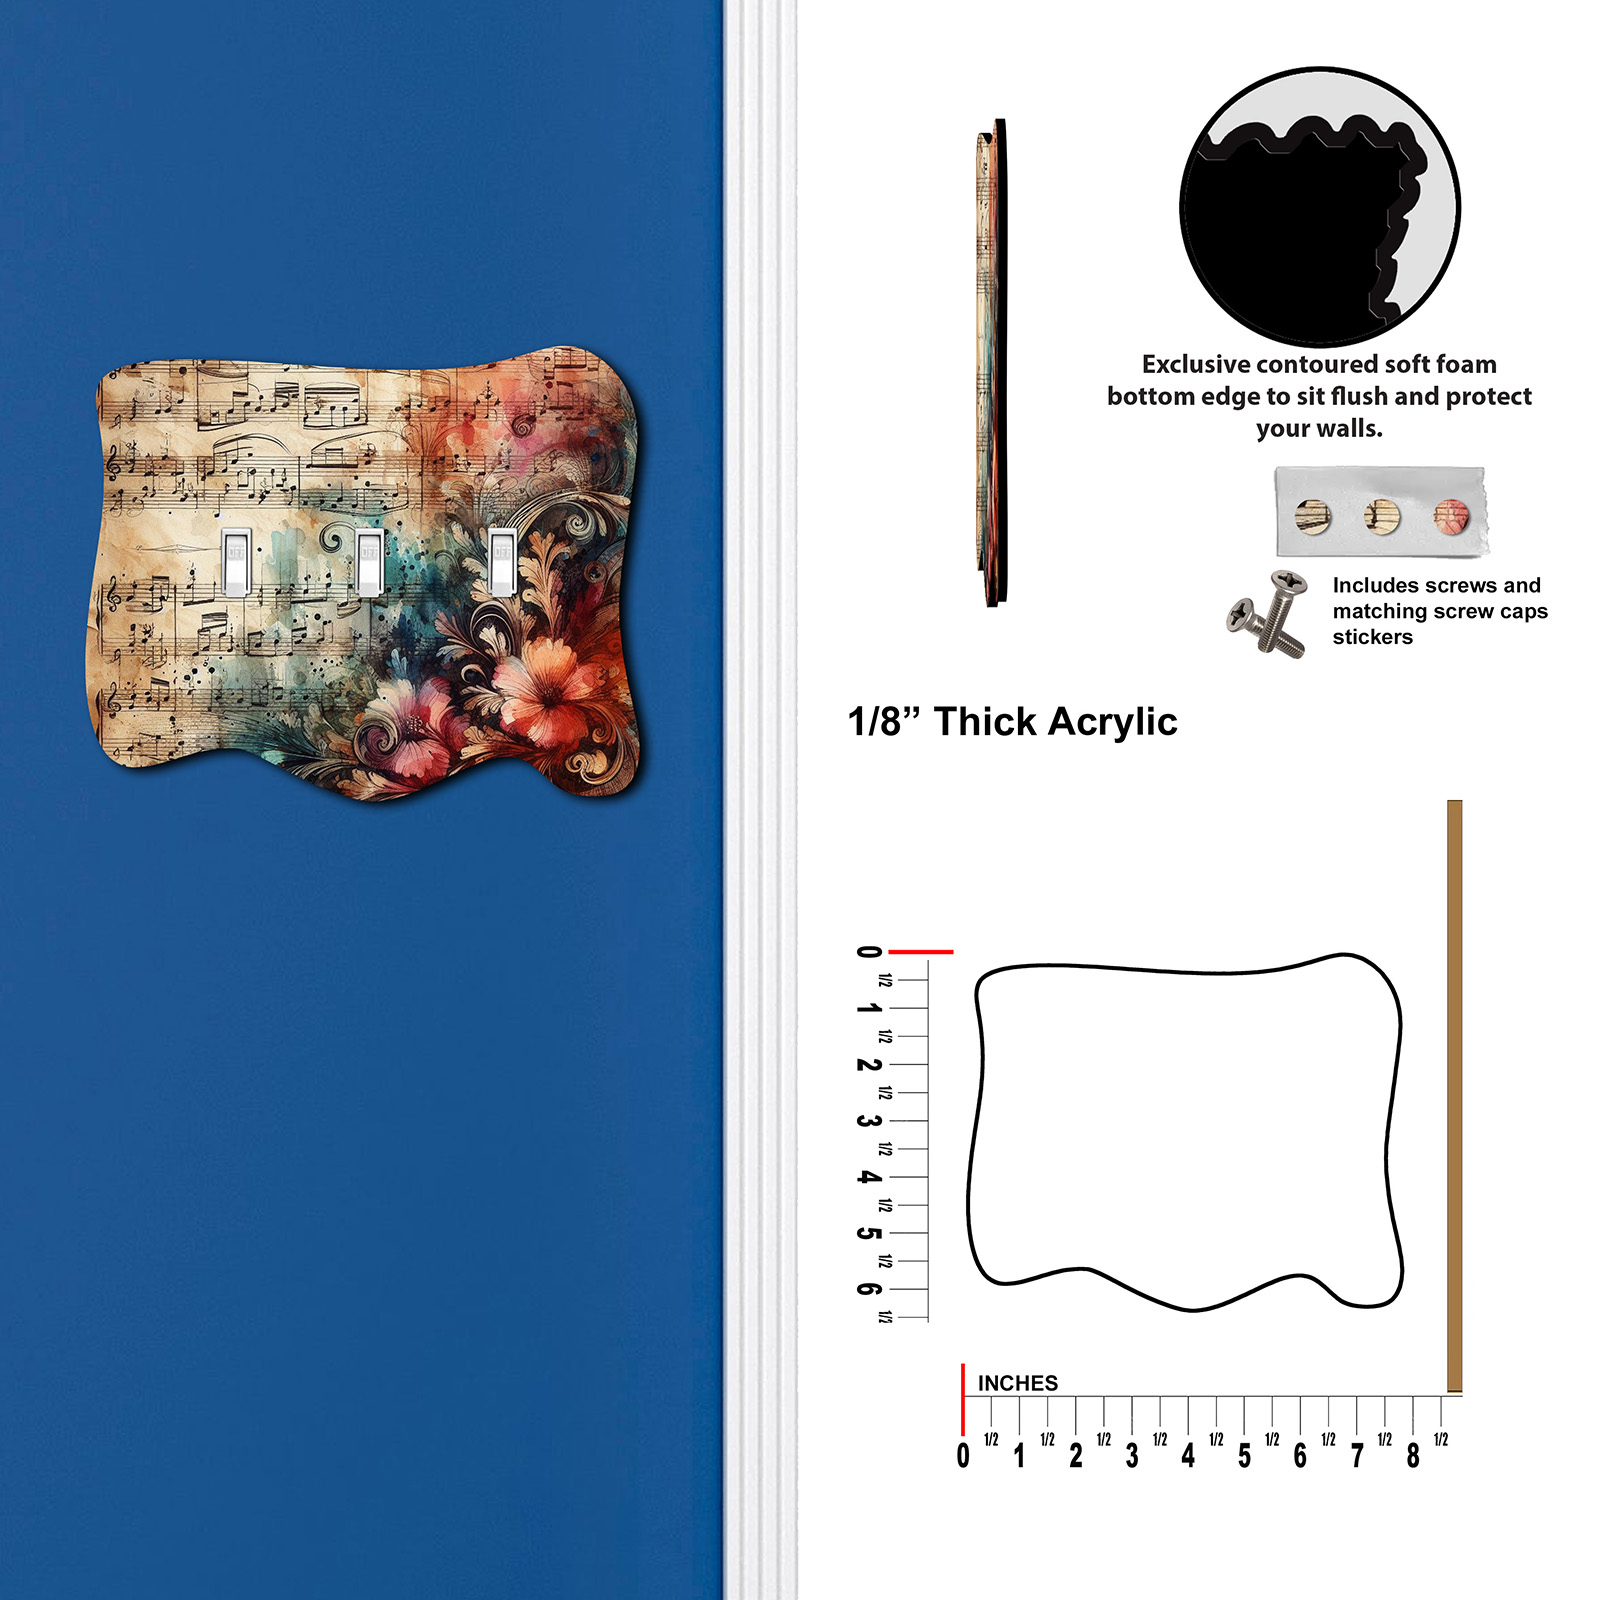 OFF
OFF
OFF
Exclusive contoured soft foam
bottom edge to sit flush and protect
your walls.
Includes screws and
matching screw caps
stickers
1/8” Thick Acrylic
0
1/2
1
1/2
2
1/2
3
1/2
4
1/2
5
1/2
6
1/2
INCHES
0 1/2 1 1/2 2 1/2 3 1/2 4 1/2 5 1/2 6 1/2 7 1/2 8 1/2